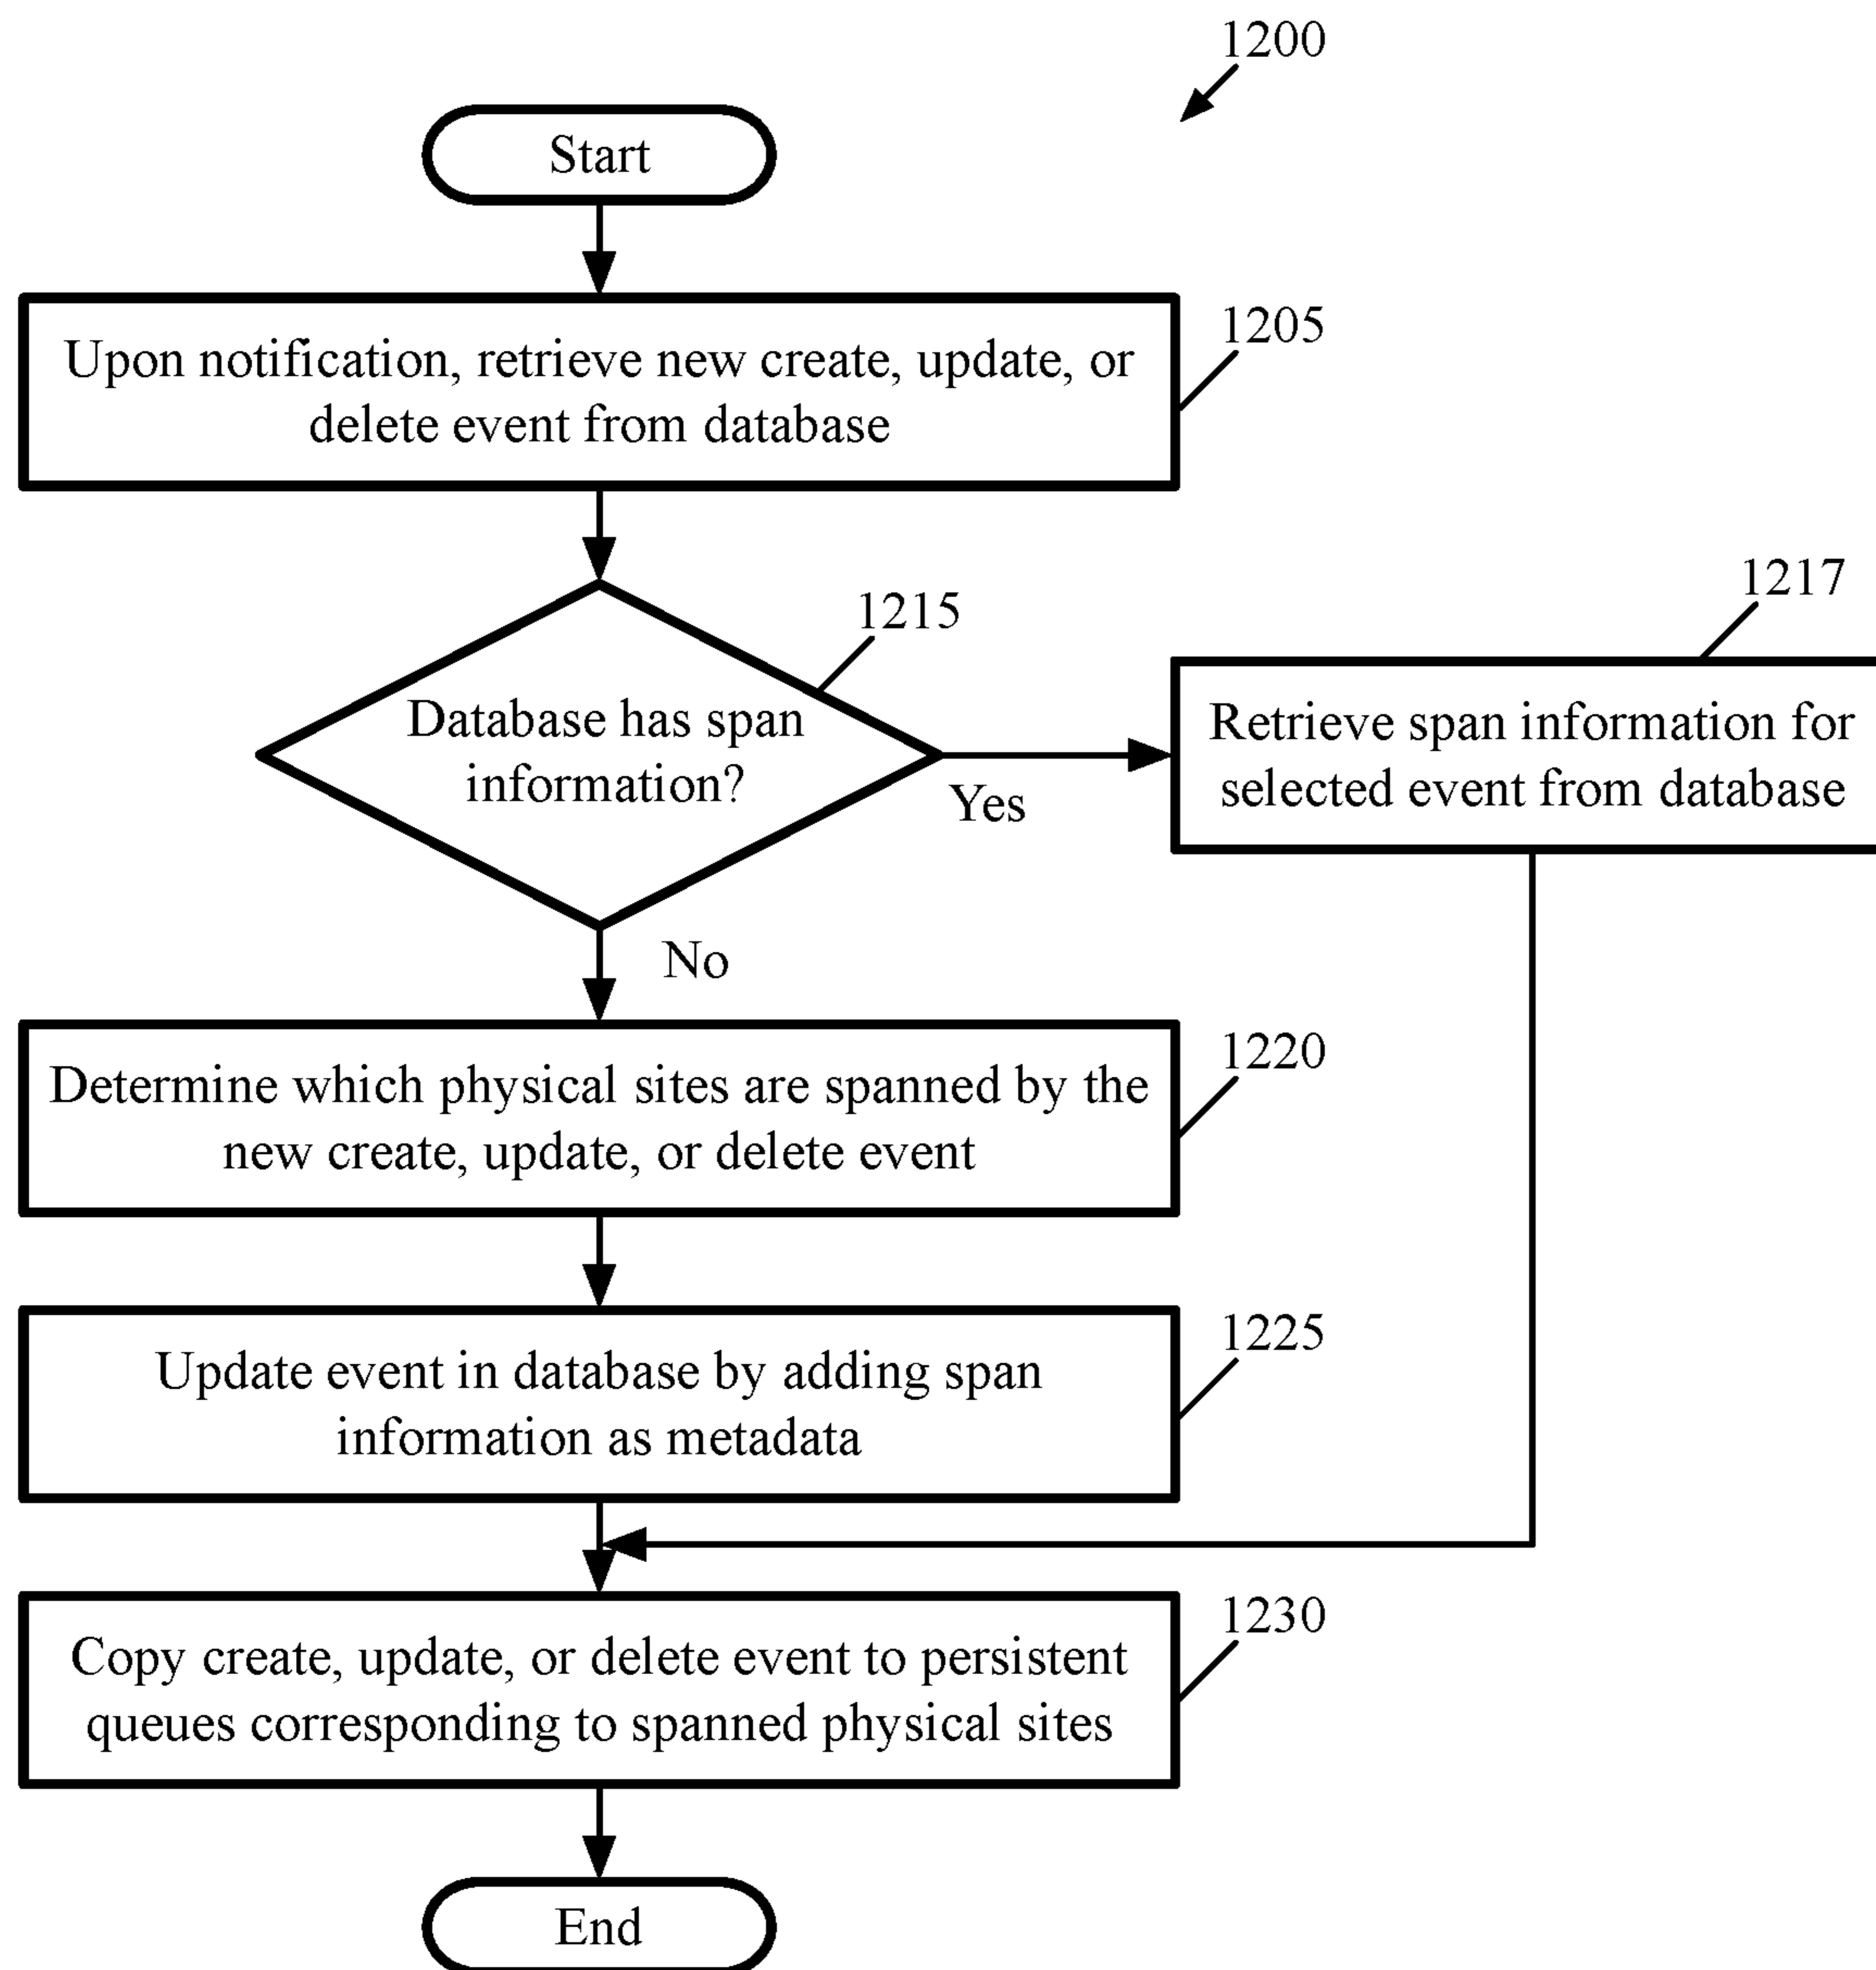 1200
Start
1205
Upon notification, retrieve new create, update, or
delete event from database
1215
Database has span
information?
Yes
1217
Retrieve span information for
selected event from database
No
1220
Determine which physical sites are spanned by the
new create, update, or delete event
1225
Update event in database by adding span
information as metadata
1230
Copy create, update, or delete event to persistent
queues corresponding to spanned physical sites
End